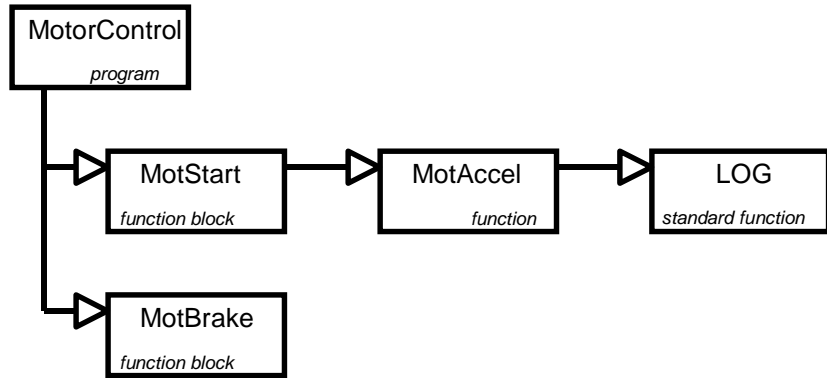 MotorControl
program
MotStart
function block
MotAccel
function
LOG
standard function
MotBrake
function block